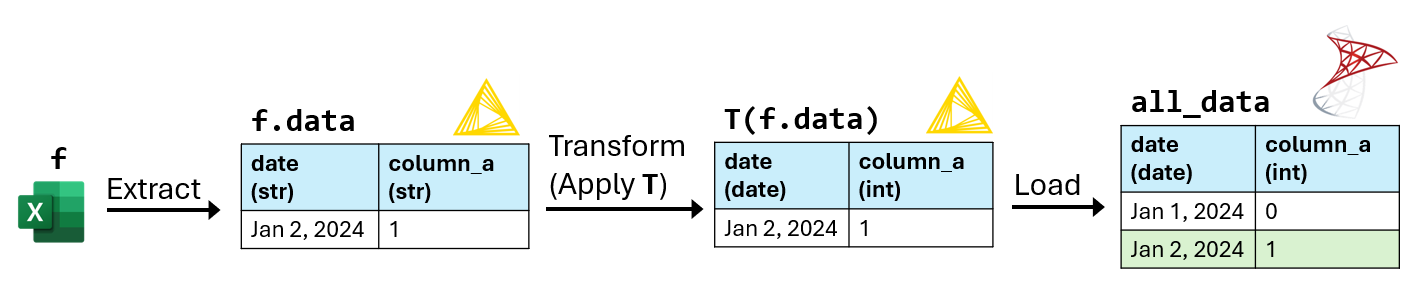 f
X
Extract
f.data
date
(str)
column_a
(str)
Jan 2, 2024
1
Transform
(Apply T)
T(f.data)
date
(date)
column_a
(int)
Jan 2, 2024
1
Load
all_data
date
(date)
column_a
(int)
Jan 1, 2024
0
Jan 2, 2024
1